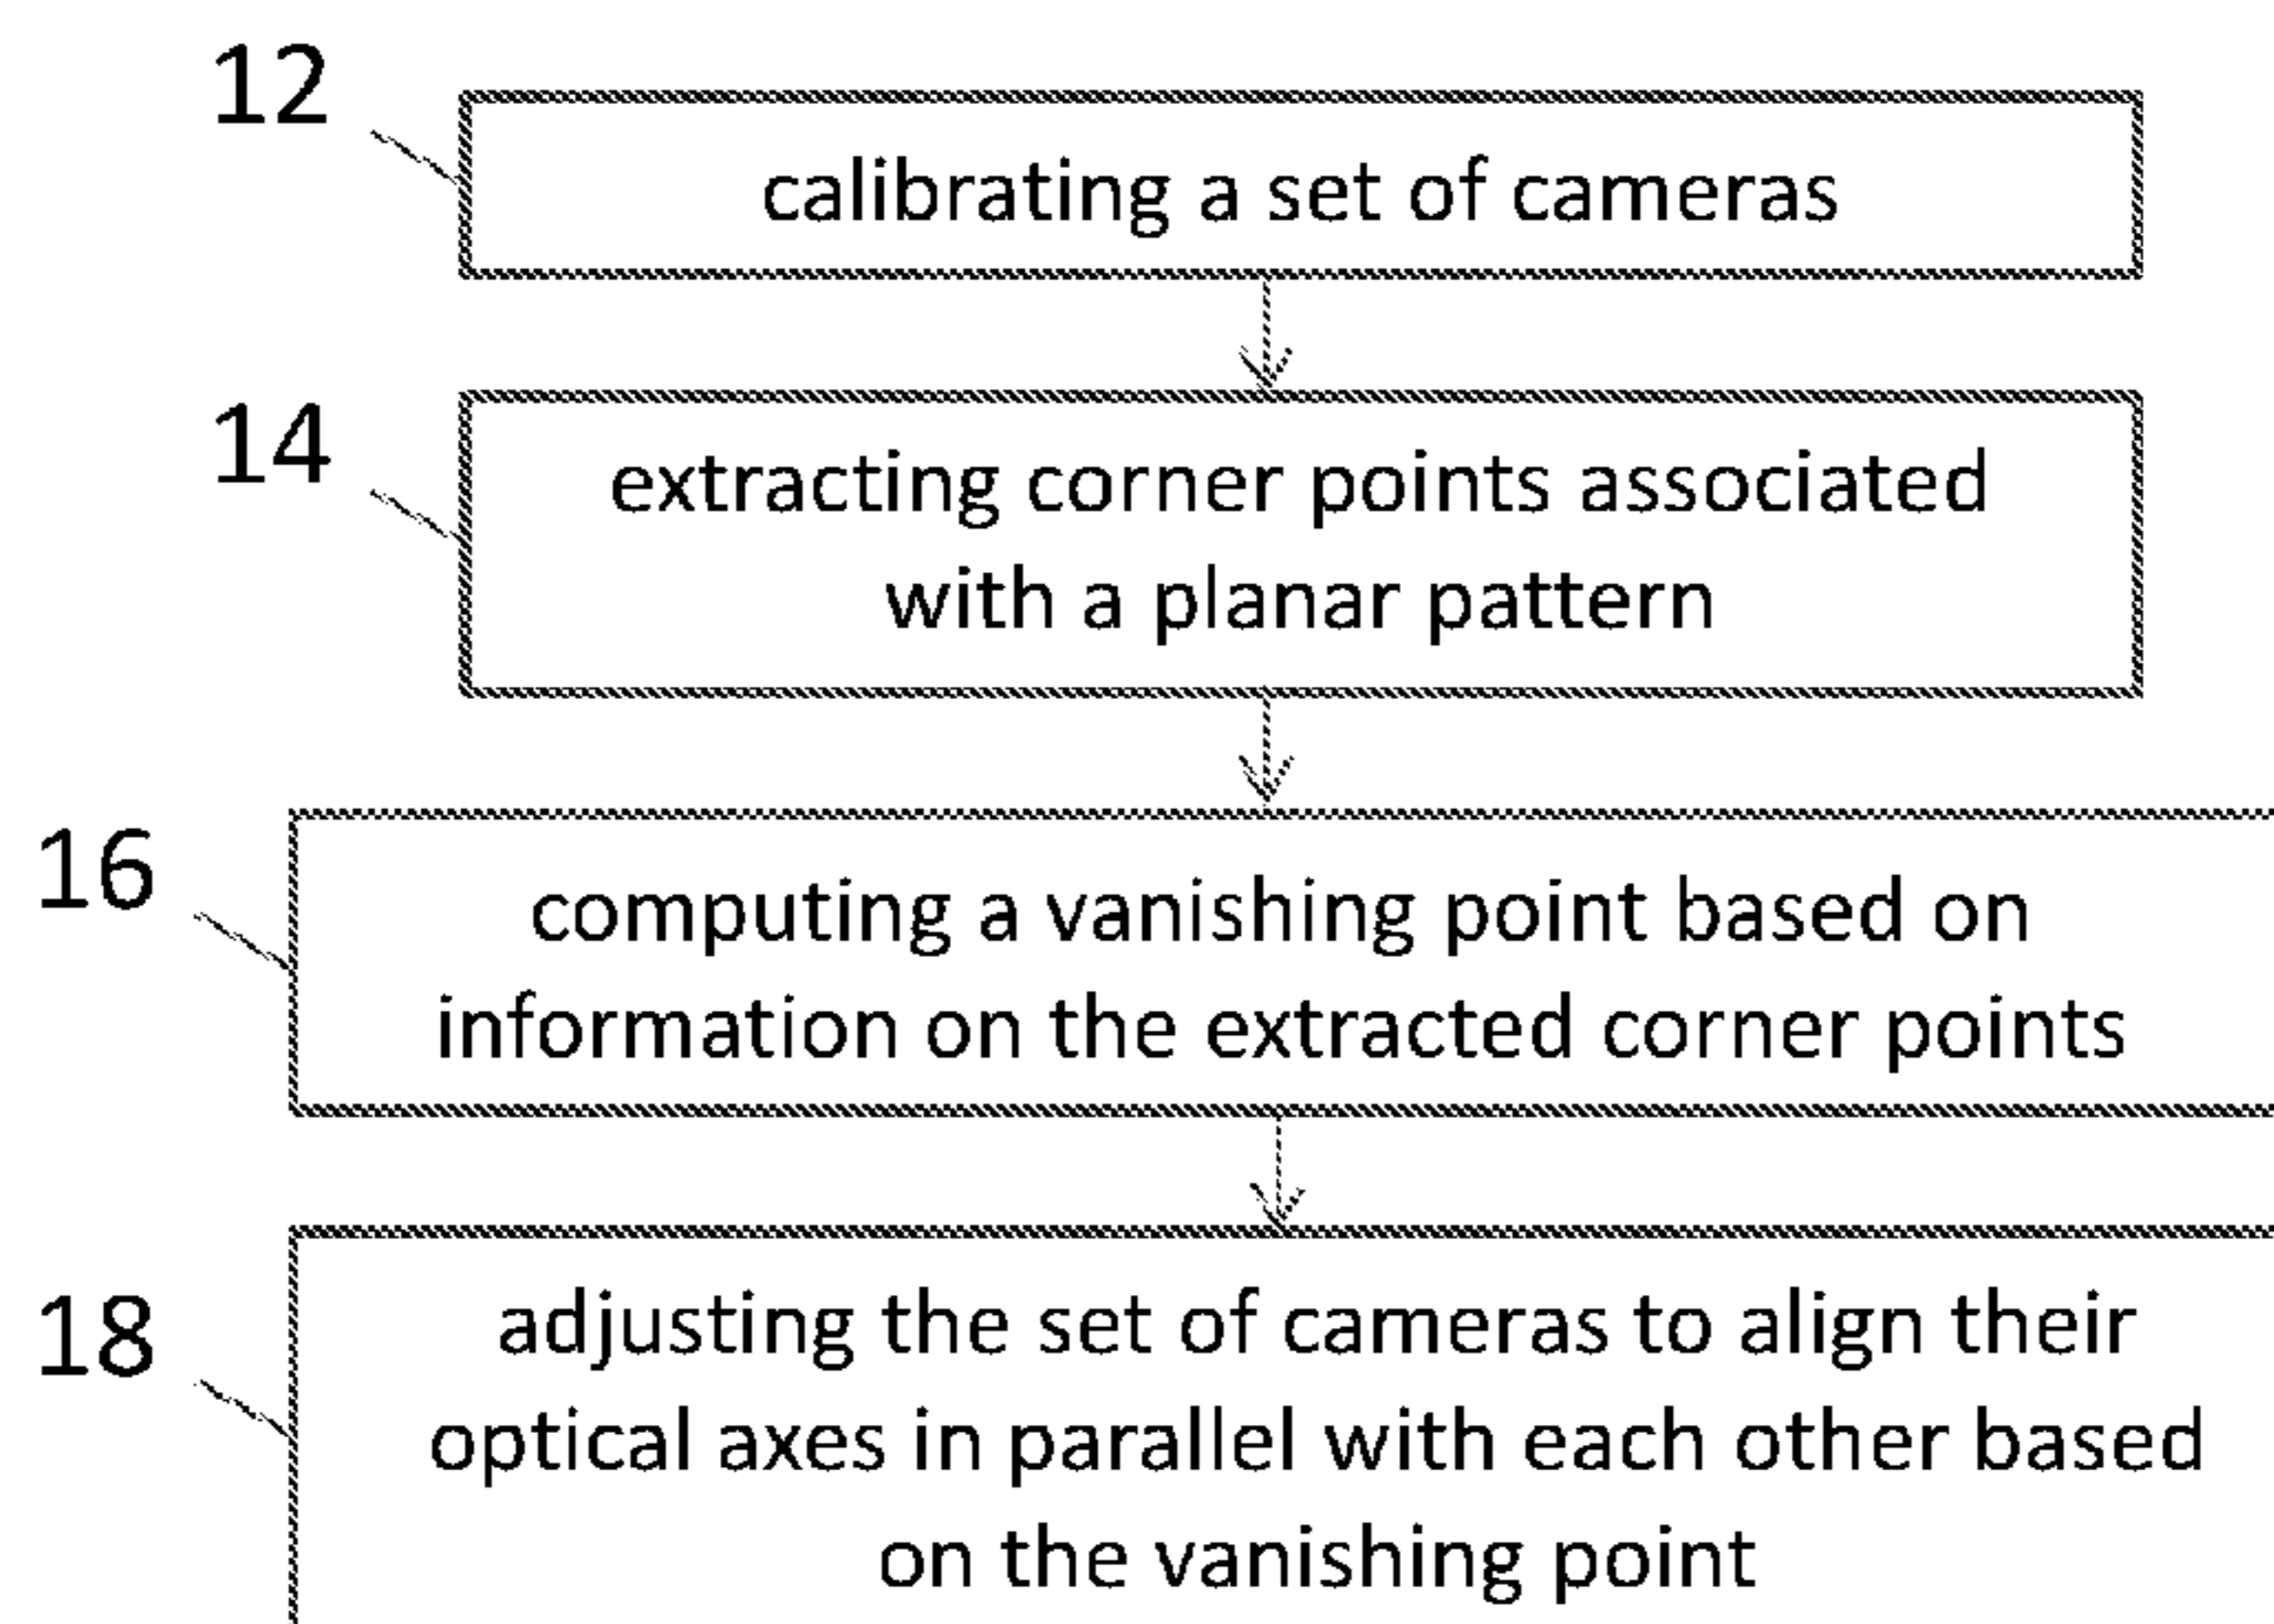 12
calibrating a set of cameras
14
extracting corner points associated
with a planar pattern
16
computing a vanishing point based on
information on the extracted corner points
18
adjusting the set of cameras to align their
optical axes in parallel with each other based
on the vanishing point